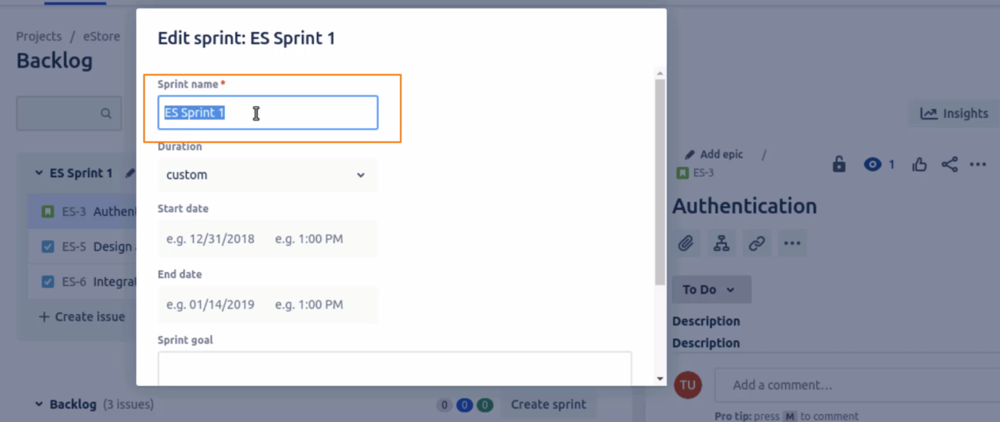 Projects / eStore
Backlog
ES Sprint 1
ES-3 Authent
ES-5 Design
ES-6 Integrat
+ Create issue
Backlog (3 issues)
0 0 0 Create sprint
Edit sprint: ES Sprint 1
Sprint name *
ES Sprint 1
Duration
custom
Start date
e.g. 12/31/2018 e.g. 1:00 PM
End date
e.g. 01/14/2019 e.g. 1:00 PM
Sprint goal
Insights
Add epic /
ES-3
1
Authentication
To Do
Description
Description
TU Add a comment…
Pro tip: press M to comment